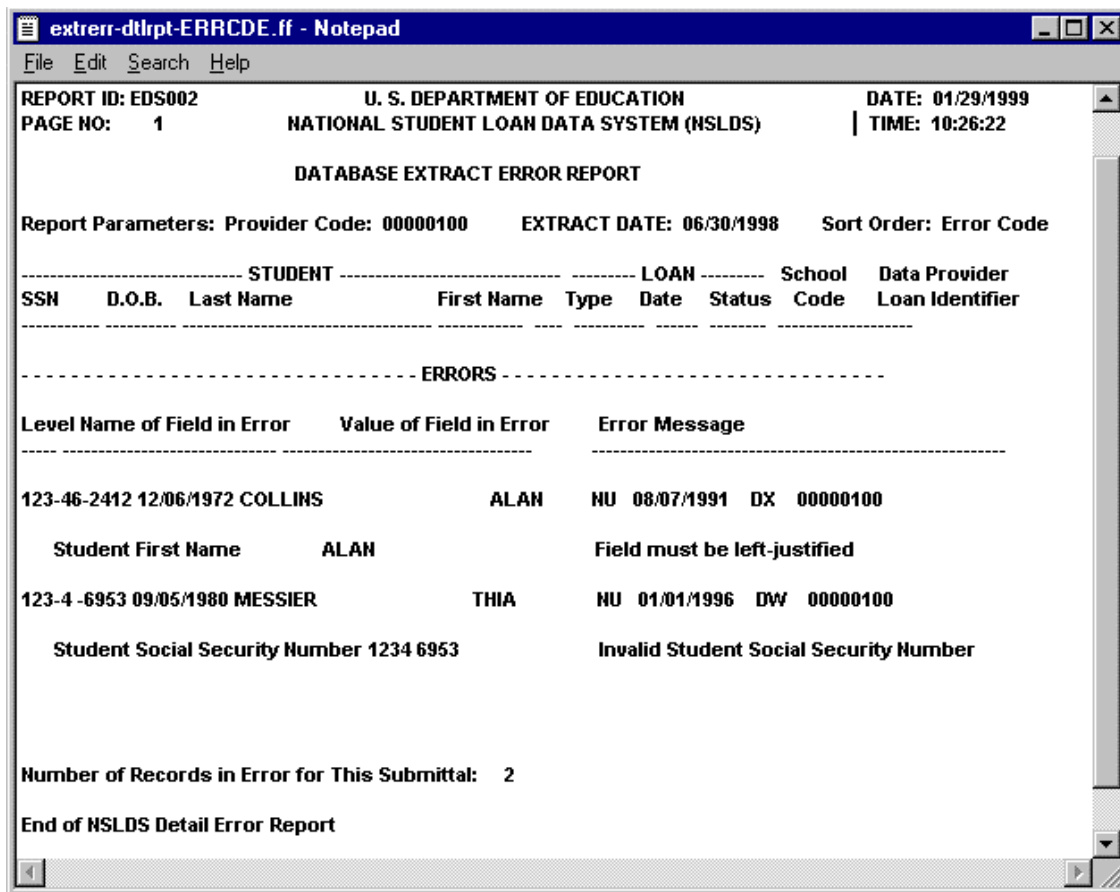 extrerr-dtlrpt-ERRCDE.ff - Notepad
File Edit Search Help
REPORT ID: EDS002 U. S. DEPARTMENT OF EDUCATION DATE: 01/29/1999
PAGE NO: 1 NATIONAL STUDENT LOAN DATA SYSTEM (NSLDS) TIME: 10:26:22
DATABASE EXTRACT ERROR REPORT
Report Parameters: Provider Code: 00000100 EXTRACT DATE: 06/30/1998 Sort Order: Error Code
------------------------------- STUDENT ------------------------------- --------- LOAN --------- School Data Provider
SSN D.O.B. Last Name First Name Type Date Status Code Loan Identifier
----------- ---------- ----------------------------------- ------------ ---- ---------- ------ -------- -------------------
- - - - - - - - - - - - - - - - - - - - - - - - - - - - - - - - ERRORS - - - - - - - - - - - - - - - - - - - - - - - - - - - - - - -
Level Name of Field in Error Value of Field in Error Error Message
----- ------------------------------ ----------------------------------- ----------------------------------------------------------
123-46-2412 12/06/1972 COLLINS ALAN NU 08/07/1991 DX 00000100
Student First Name ALAN Field must be left-justified
123-4 -6953 09/05/1980 MESSIER THIA NU 01/01/1996 DW 00000100
Student Social Security Number 1234 6953 Invalid Student Social Security Number
Number of Records in Error for This Submittal: 2
End of NSLDS Detail Error Report